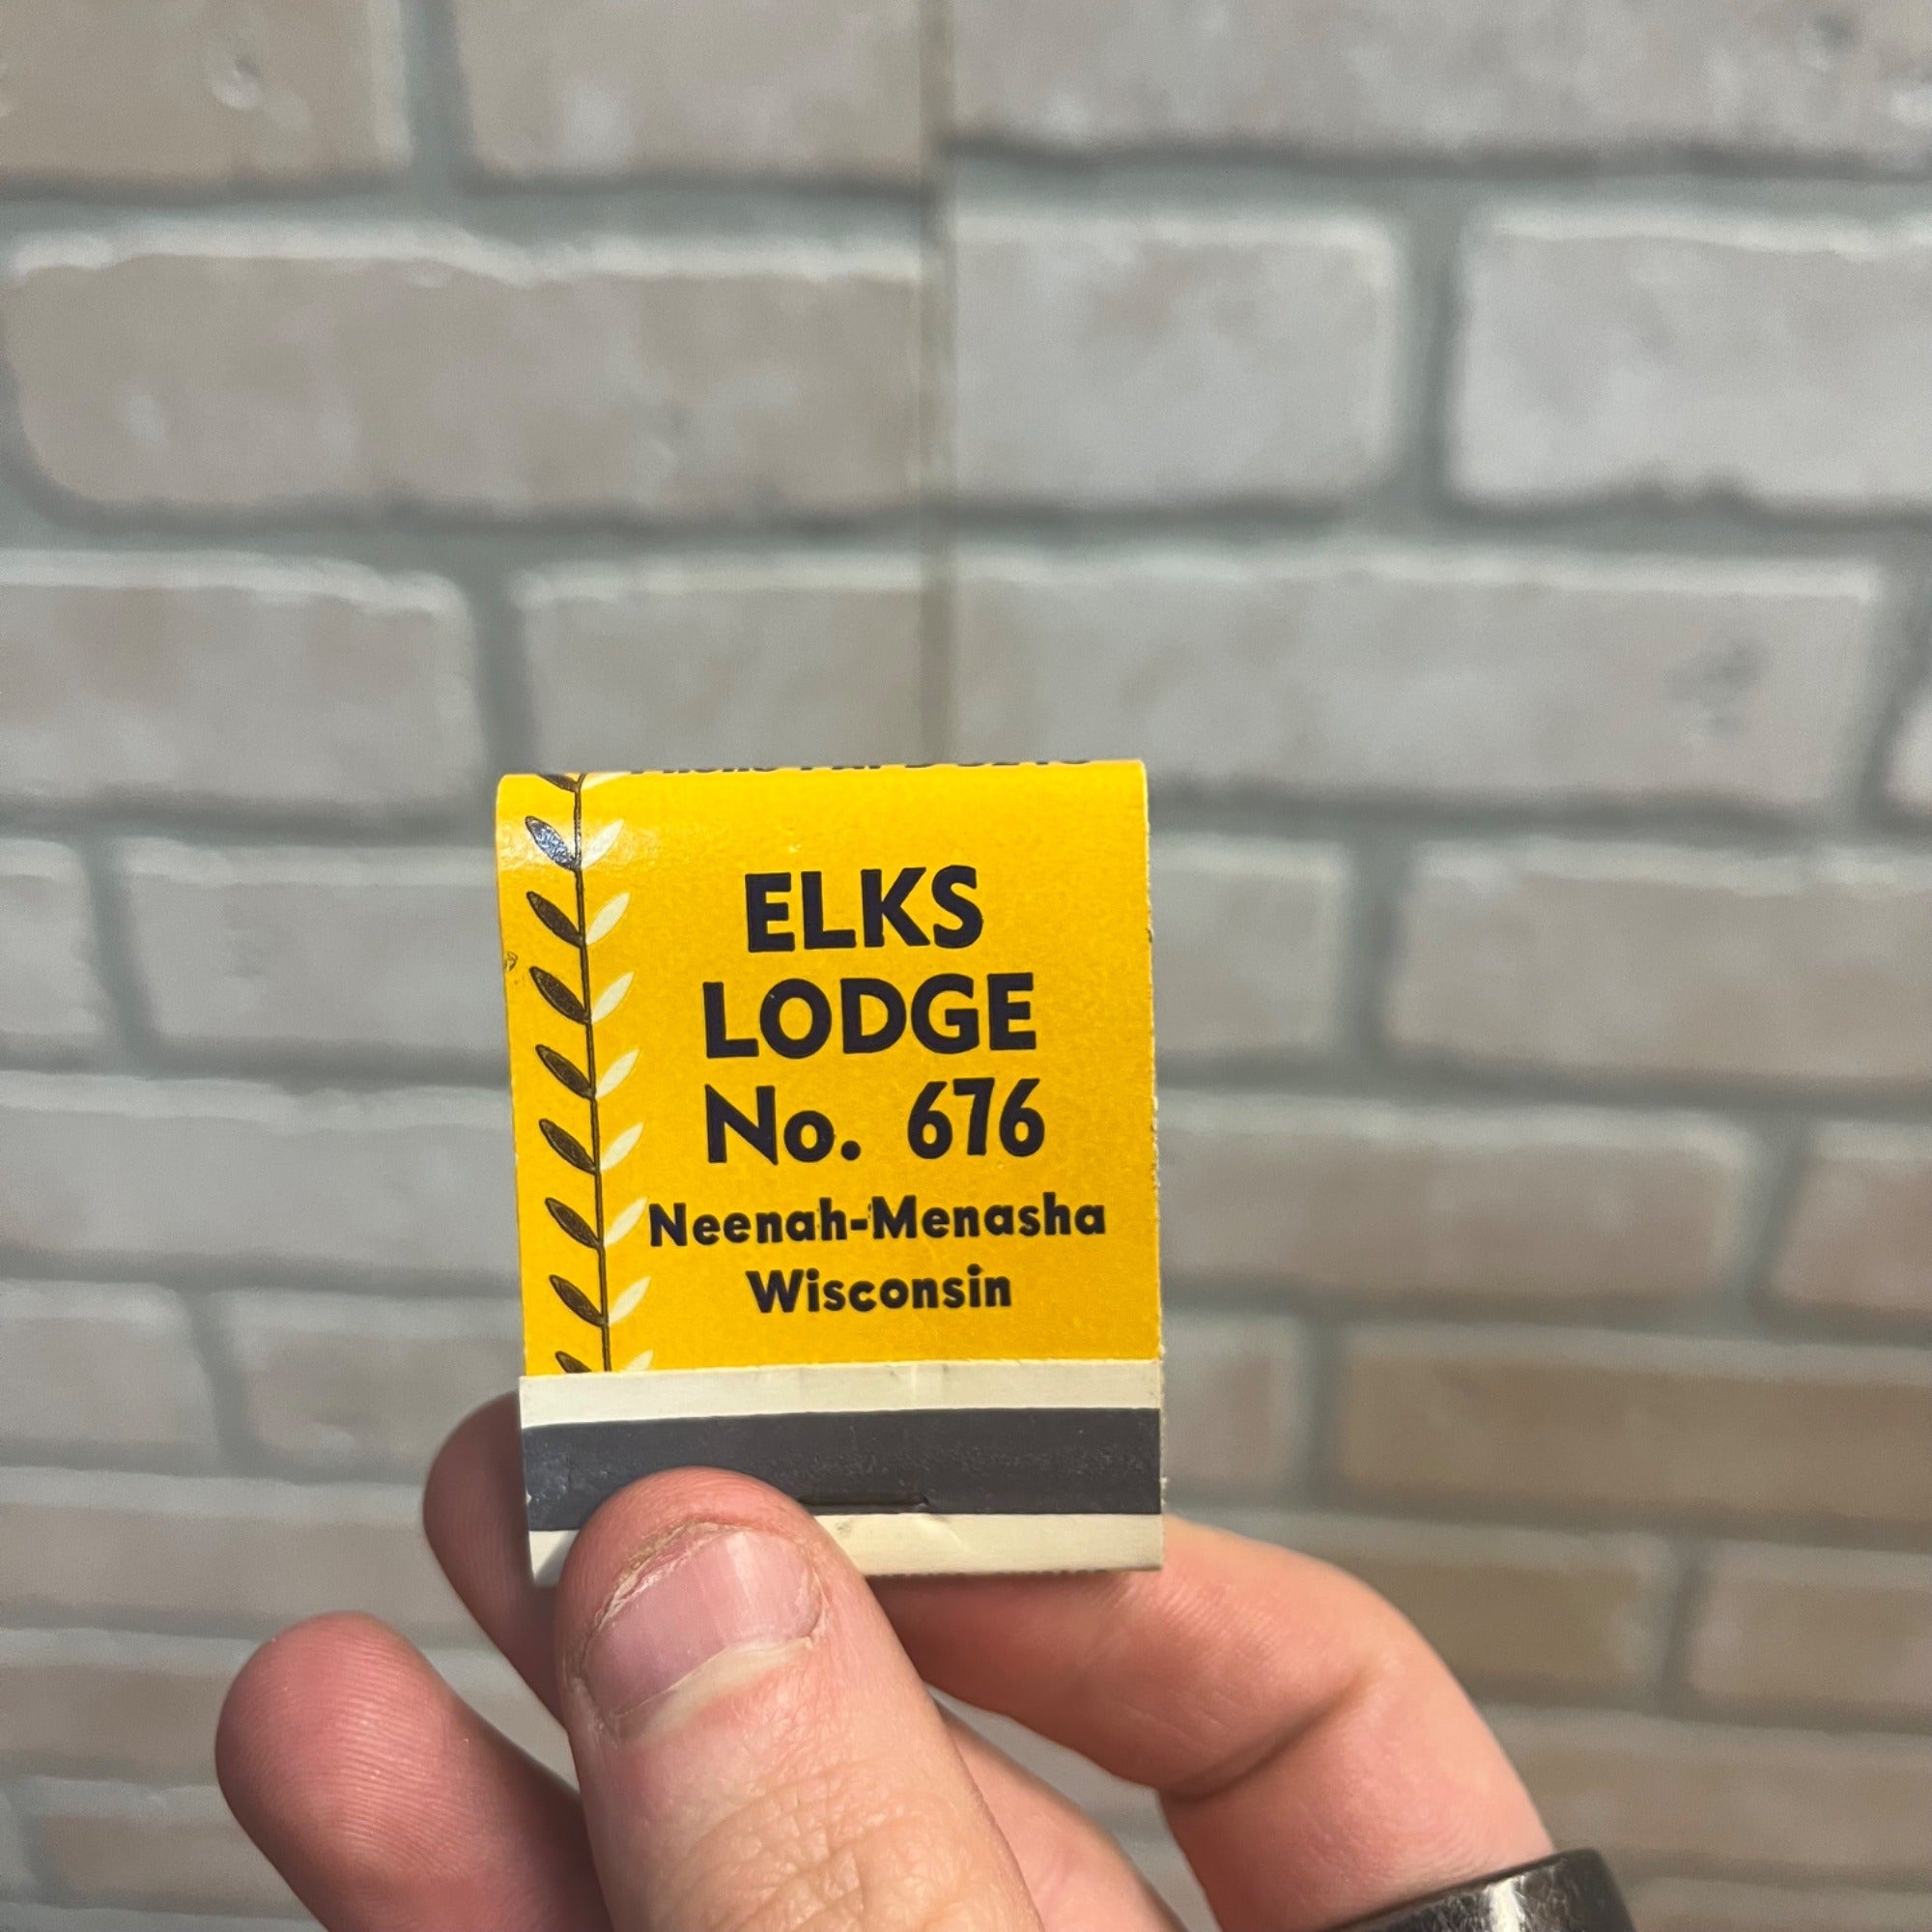 ELKS
LODGE
No. 676
Neenah-Menasha
Wisconsin